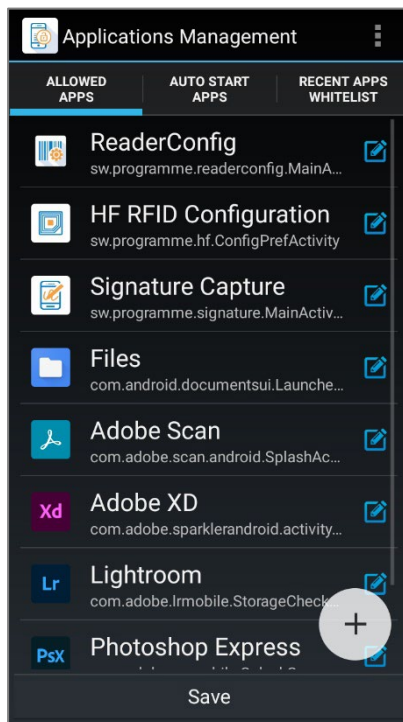 Applications Management
ALLOWED
APPS
AUTO START
APPS
RECENT APPS
WHITELIST
ReaderConfig
sw.programme.readerconfig.MainA...
HF RFID Configuration
sw.programme.hf.ConfigPrefActivity
Signature Capture
sw.programme.signature.MainActiv...
Files
com.android.documentsui.Launche...
Adobe Scan
com.adobe.scan.android.SplashAc...
Xd
Adobe XD
com.adobe.sparklerandroid.activity...
Lr
Lightroom
com.adobe.lrmobile.StorageCheck
+
PsX
Photoshop Express
Save